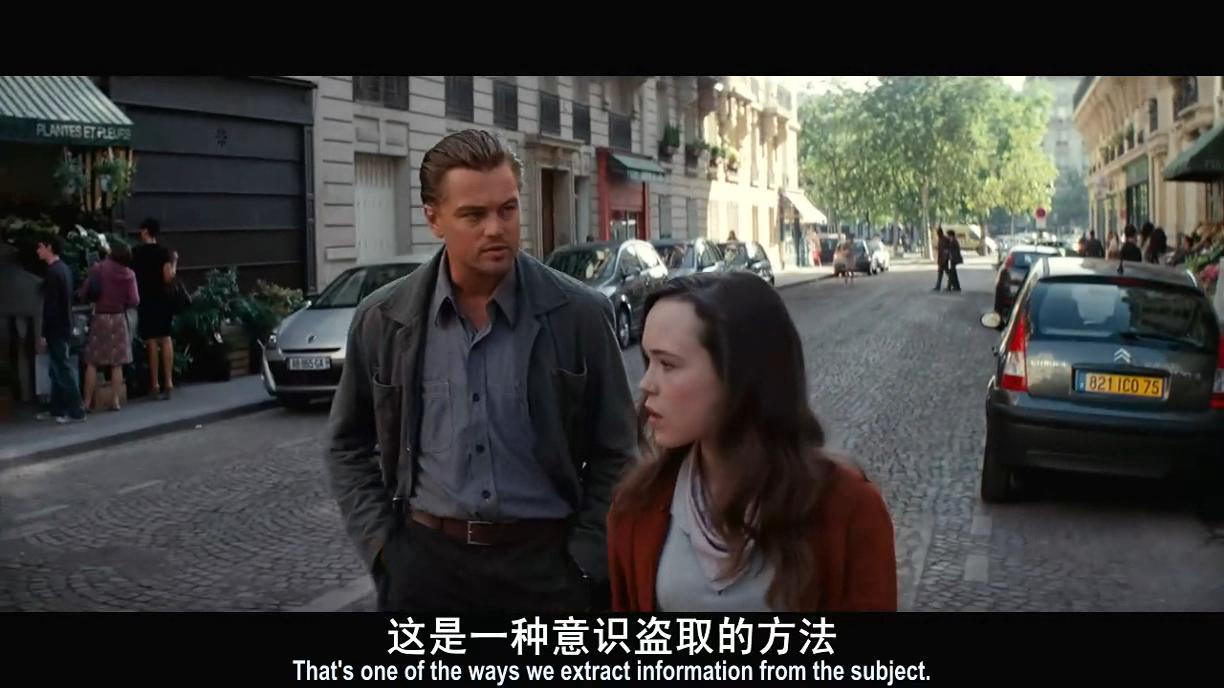 PLANTES ET FLEURS
821 ICO 75
这是一种意识盗取的方法
That's one of the ways we extract information from the subject.